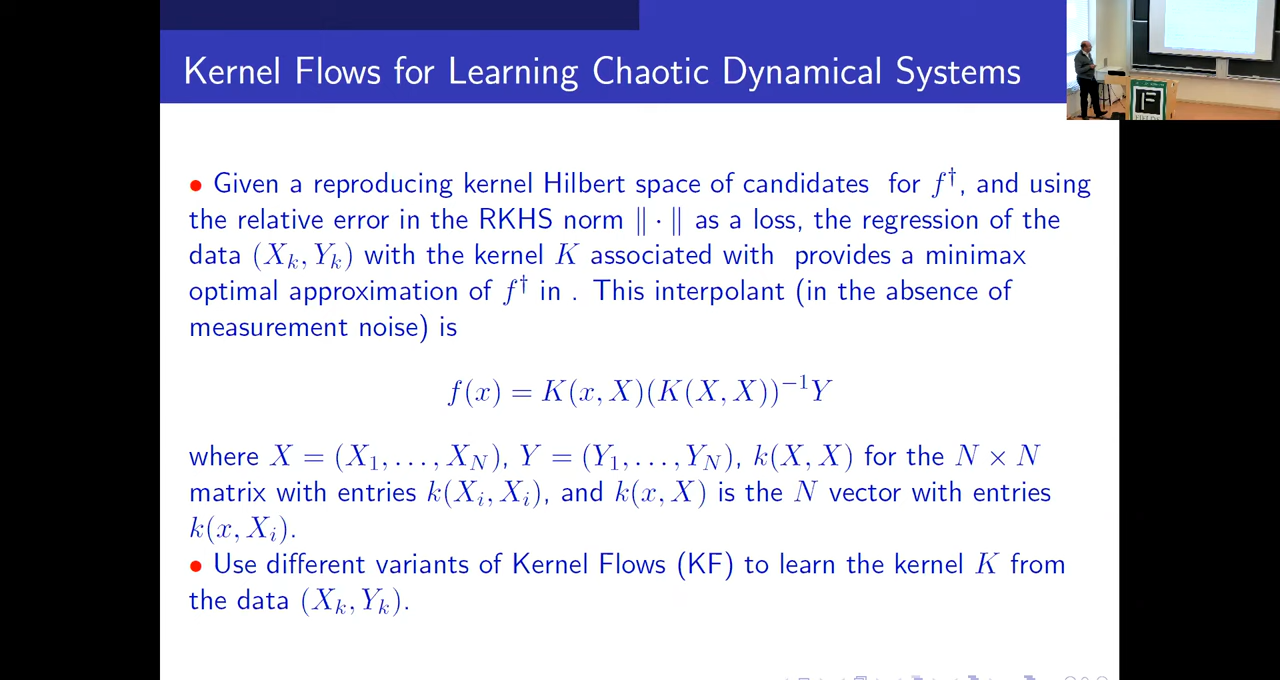 Kernel Flows for Learning Chaotic Dynamical Systems
• Given a reproducing kernel Hilbert space of candidates for f†, and using
the relative error in the RKHS norm ‖ · ‖ as a loss, the regression of the
data (Xₖ, Yₖ) with the kernel K associated with provides a minimax
optimal approximation of f† in . This interpolant (in the absence of
measurement noise) is
f(x) = K(x, X)(K(X, X))⁻¹Y
where X = (X₁, . . . , X_N), Y = (Y₁, . . . , Y_N), k(X, X) for the N × N
matrix with entries k(Xᵢ, Xᵢ), and k(x, X) is the N vector with entries
k(x, Xᵢ).
• Use different variants of Kernel Flows (KF) to learn the kernel K from
the data (Xₖ, Yₖ).